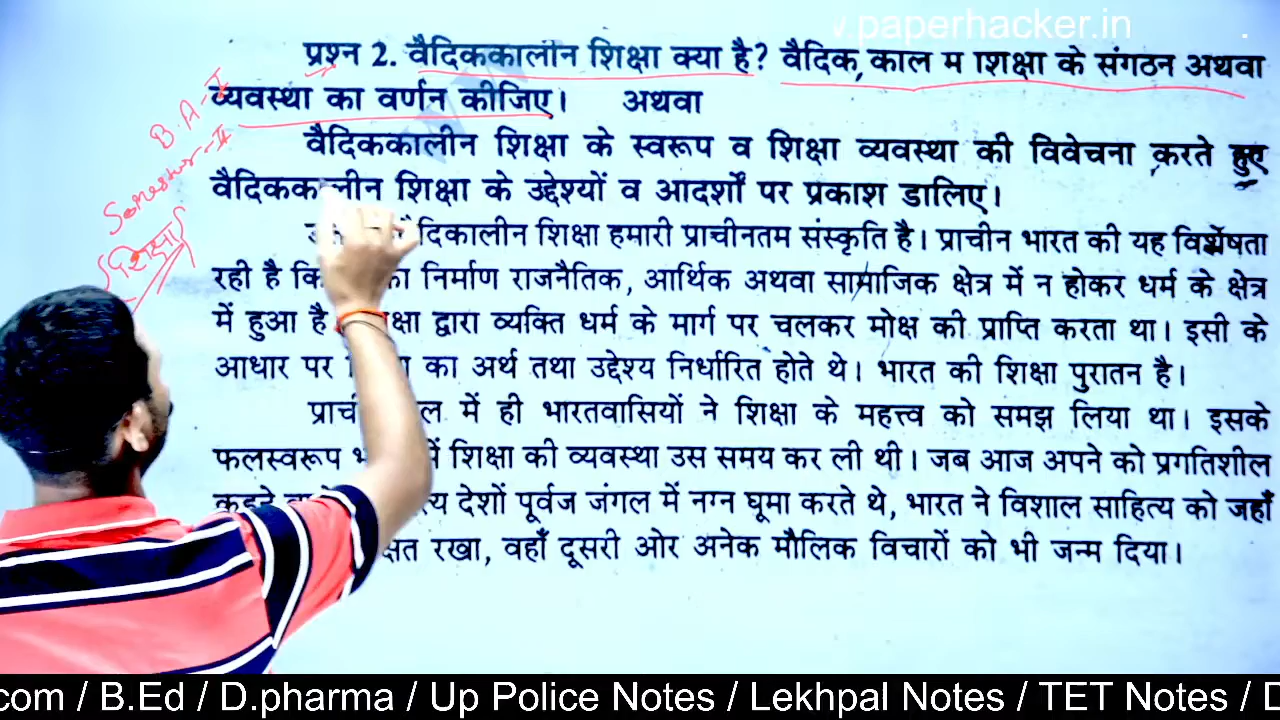 v.paperhacker.in
प्रश्न 2. वैदिककालीन शिक्षा क्या है? वैदिक काल म शिक्षा के संगठन अथवा
व्यवस्था का वर्णन कीजिए। अथवा
वैदिककालीन शिक्षा के स्वरूप व शिक्षा व्यवस्था की विवेचना करते हुए
वैदिककालीन शिक्षा के उद्देश्यों व आदर्शों पर प्रकाश डालिए।
वैदिकालीन शिक्षा हमारी प्राचीनतम संस्कृति है। प्राचीन भारत की यह विशेषता
रही है कि निर्माण राजनैतिक, आर्थिक अथवा सामाजिक क्षेत्र में न होकर धर्म के क्षेत्र
में हुआ है द्वारा व्यक्ति धर्म के मार्ग पर चलकर मोक्ष की प्राप्ति करता था। इसी के
आधार पर का अर्थ तथा उद्देश्य निर्धारित होते थे। भारत की शिक्षा पुरातन है।
में ही भारतवासियों ने शिक्षा के महत्त्व को समझ लिया था। इसके
फलस्वरूप में शिक्षा की व्यवस्था उस समय कर ली थी। जब आज अपने को प्रगतिशील
कहने देशों पूर्वज जंगल में नग्न घूमा करते थे, भारत ने विशाल साहित्य को जहाँ
रखा, वहाँ दूसरी ओर अनेक मौलिक विचारों को भी जन्म दिया।
B.A-I
Semester-II
(शिक्षा)
com / B.Ed / D.pharma / Up Police Notes / Lekhpal Notes / TET Notes / D